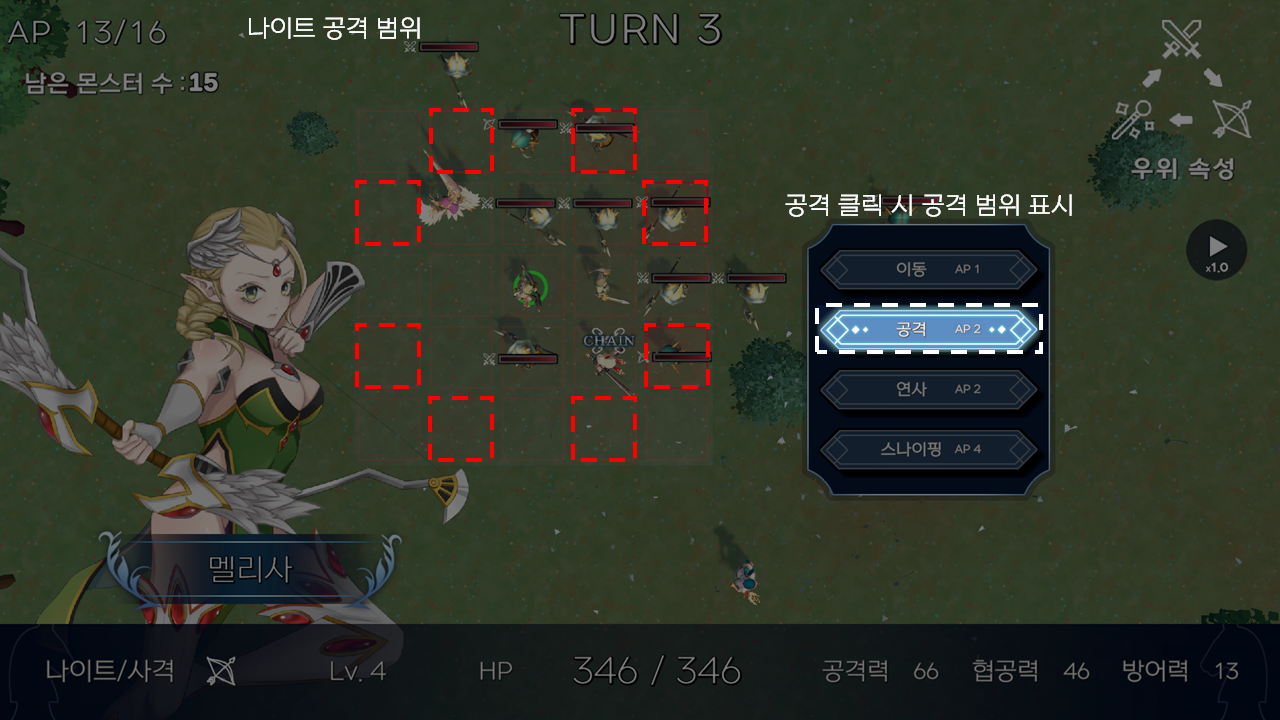 AP 13/16
나이트 공격 범위
TURN 3
남은 몬스터 수 :15
우위 속성
공격 클릭 시 공격 범위 표시
x1.0
이동 AP 1
공격 AP 2
CHAIN
연사 AP 2
스나이핑 AP 4
멜리사
나이트/사격 Lv. 4 HP 346 / 346 공격력 66 협공력 46 방어력 13